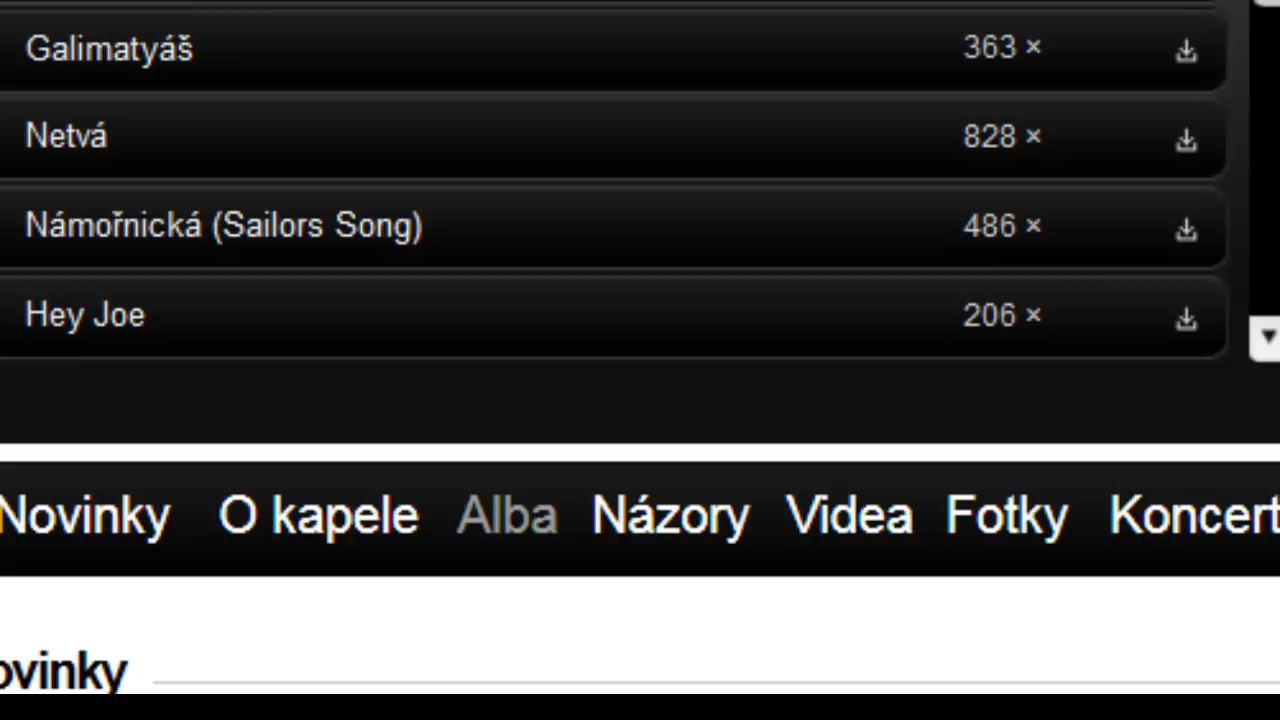 Galimatyáš 363 ×
Netvá 828 ×
Námořnická (Sailors Song) 486 ×
Hey Joe 206 ×
Novinky O kapele Alba Názory Videa Fotky Koncert
ovinky